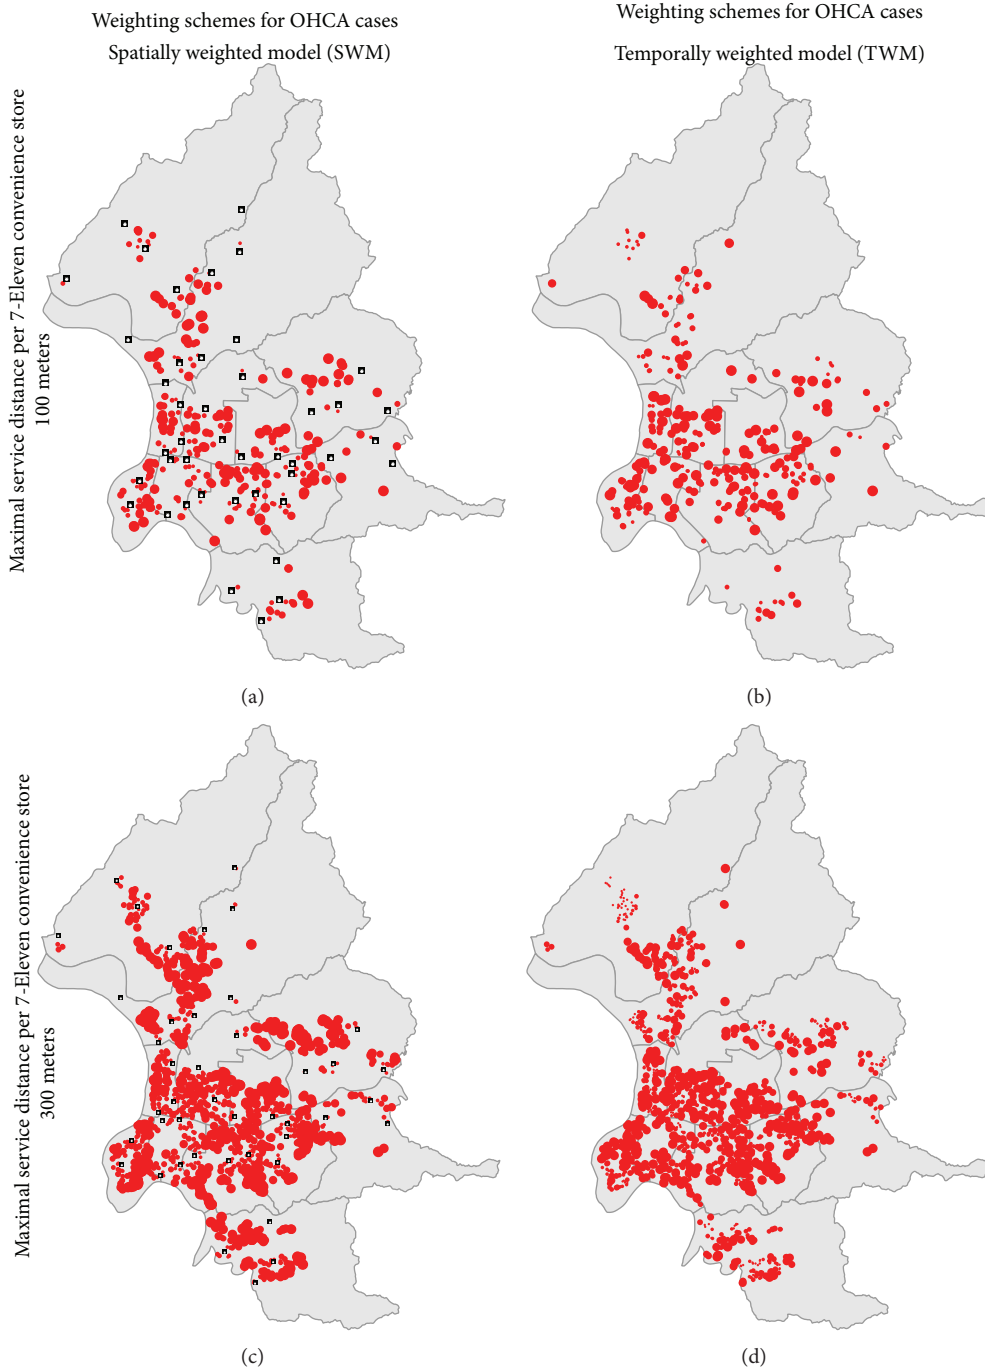 Weighting schemes for OHCA cases
Spatially weighted model (SWM)
Weighting schemes for OHCA cases
Temporally weighted model (TWM)
Maximal service distance per 7-Eleven convenience store
100 meters
(a)
(b)
Maximal service distance per 7-Eleven convenience store
300 meters
(c)
(d)